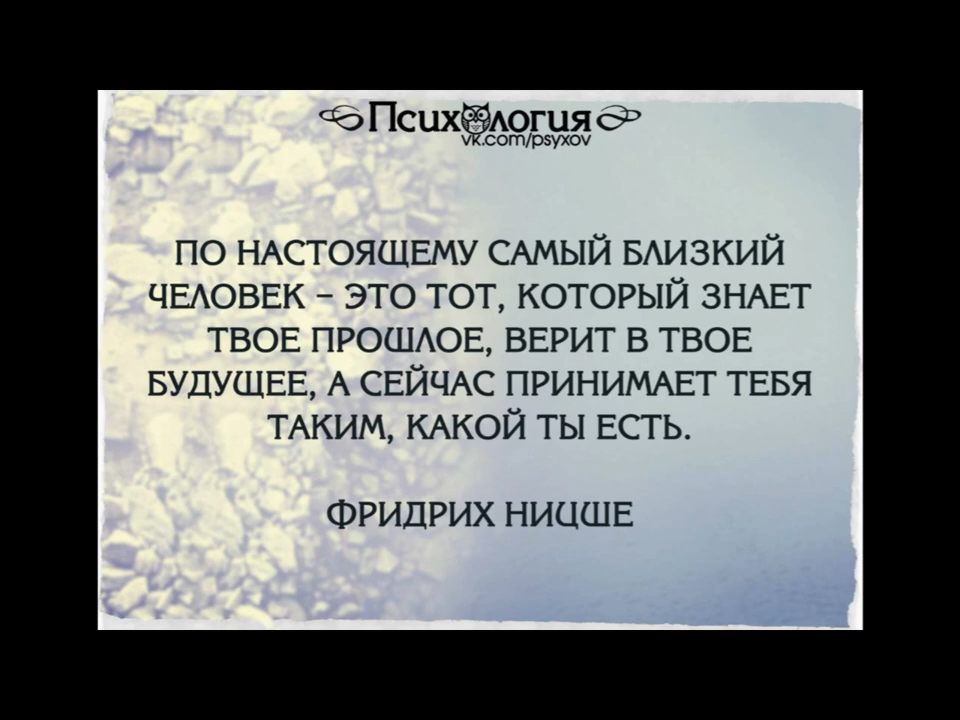 Психология
vk.com/psyxov
ПО НАСТОЯЩЕМУ САМЫЙ БЛИЗКИЙ
ЧЕЛОВЕК – ЭТО ТОТ, КОТОРЫЙ ЗНАЕТ
ТВОЕ ПРОШЛОЕ, ВЕРИТ В ТВОЕ
БУДУЩЕЕ, А СЕЙЧАС ПРИНИМАЕТ ТЕБЯ
ТАКИМ, КАКОЙ ТЫ ЕСТЬ.
ФРИДРИХ НИЦШЕ